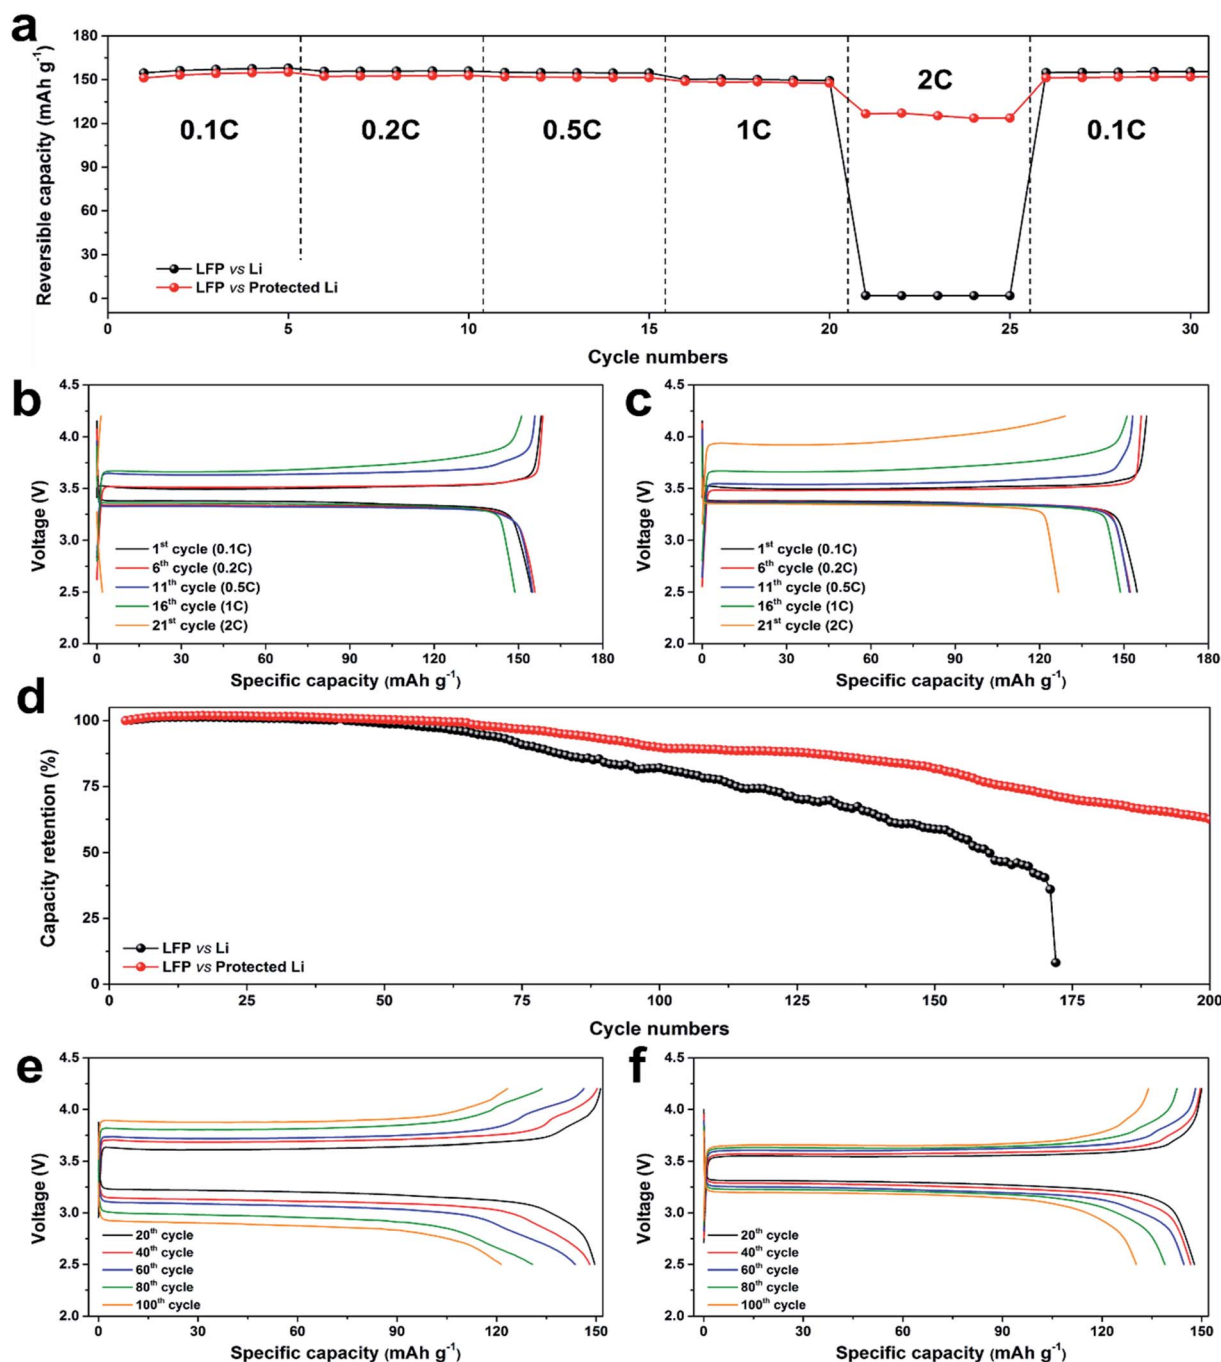 a
Reversible capacity (mAh g⁻¹)
180
150
120
90
60
30
0
0.1C
0.2C
0.5C
1C
2C
0.1C
LFP vs Li
LFP vs Protected Li
0 5 10 15 20 25 30
Cycle numbers
b
Voltage (V)
4.5
4.0
3.5
3.0
2.5
2.0
1ˢᵗ cycle (0.1C)
6ᵗʰ cycle (0.2C)
11ᵗʰ cycle (0.5C)
16ᵗʰ cycle (1C)
21ˢᵗ cycle (2C)
0 30 60 90 120 150 180
Specific capacity (mAh g⁻¹)
c
Voltage (V)
4.5
4.0
3.5
3.0
2.5
2.0
1ˢᵗ cycle (0.1C)
6ᵗʰ cycle (0.2C)
11ᵗʰ cycle (0.5C)
16ᵗʰ cycle (1C)
21ˢᵗ cycle (2C)
0 30 60 90 120 150 180
Specific capacity (mAh g⁻¹)
d
Capacity retention (%)
100
75
50
25
0
LFP vs Li
LFP vs Protected Li
0 25 50 75 100 125 150 175 200
Cycle numbers
e
Voltage (V)
4.5
4.0
3.5
3.0
2.5
2.0
20ᵗʰ cycle
40ᵗʰ cycle
60ᵗʰ cycle
80ᵗʰ cycle
100ᵗʰ cycle
0 30 60 90 120 150
Specific capacity (mAh g⁻¹)
f
Voltage (V)
4.5
4.0
3.5
3.0
2.5
2.0
20ᵗʰ cycle
40ᵗʰ cycle
60ᵗʰ cycle
80ᵗʰ cycle
100ᵗʰ cycle
0 30 60 90 120 150
Specific capacity (mAh g⁻¹)